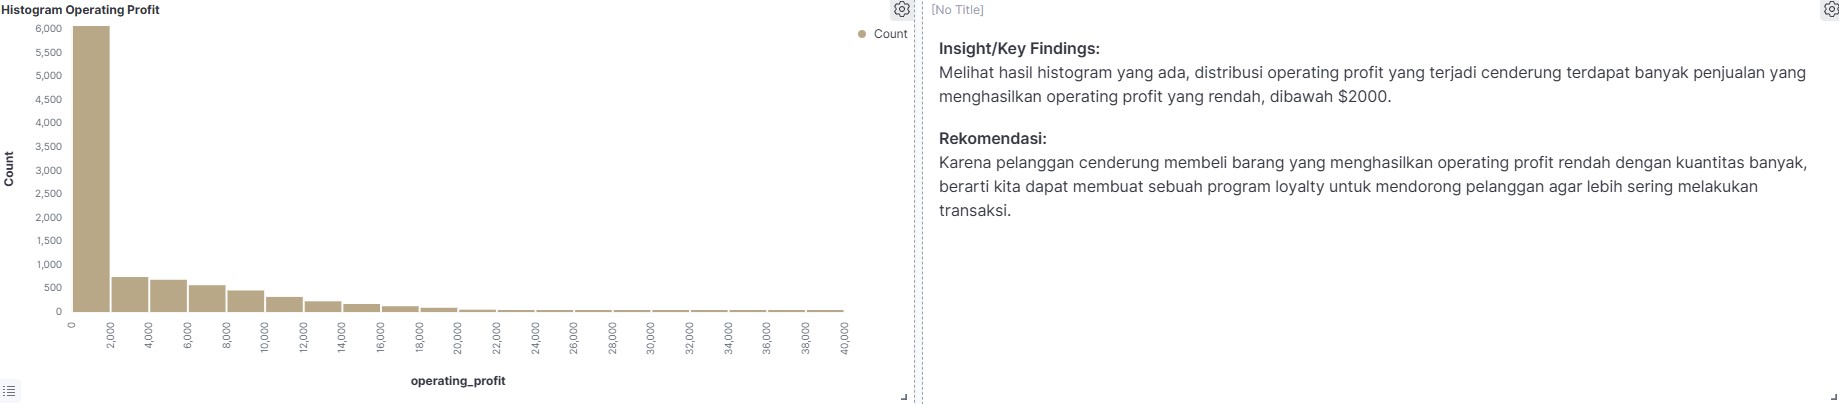 Histogram Operating Profit
Count
6,000
5,500
5,000
4,500
4,000
3,500
3,000
2,500
2,000
1,500
1,000
500
0
Count
0
2,000
4,000
6,000
8,000
10,000
12,000
14,000
16,000
18,000
20,000
22,000
24,000
26,000
28,000
30,000
32,000
34,000
36,000
38,000
40,000
operating_profit
[No Title]
Insight/Key Findings:
Melihat hasil histogram yang ada, distribusi operating profit yang terjadi cenderung terdapat banyak penjualan yang
menghasilkan operating profit yang rendah, dibawah $2000.
Rekomendasi:
Karena pelanggan cenderung membeli barang yang menghasilkan operating profit rendah dengan kuantitas banyak,
berarti kita dapat membuat sebuah program loyalty untuk mendorong pelanggan agar lebih sering melakukan
transaksi.